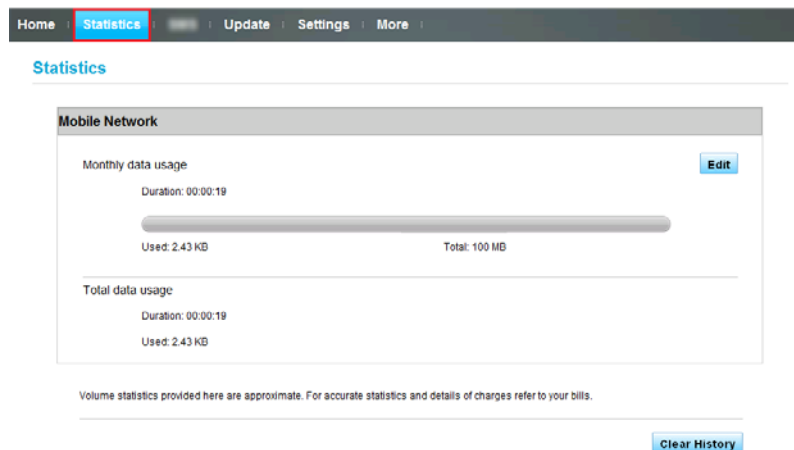 Home Statistics Update Settings More
Statistics
Mobile Network
Monthly data usage Edit
Duration: 00:00:19
Used: 2.43 KB Total: 100 MB
Total data usage
Duration: 00:00:19
Used: 2.43 KB
Volume statistics provided here are approximate. For accurate statistics and details of charges refer to your bills.
Clear History